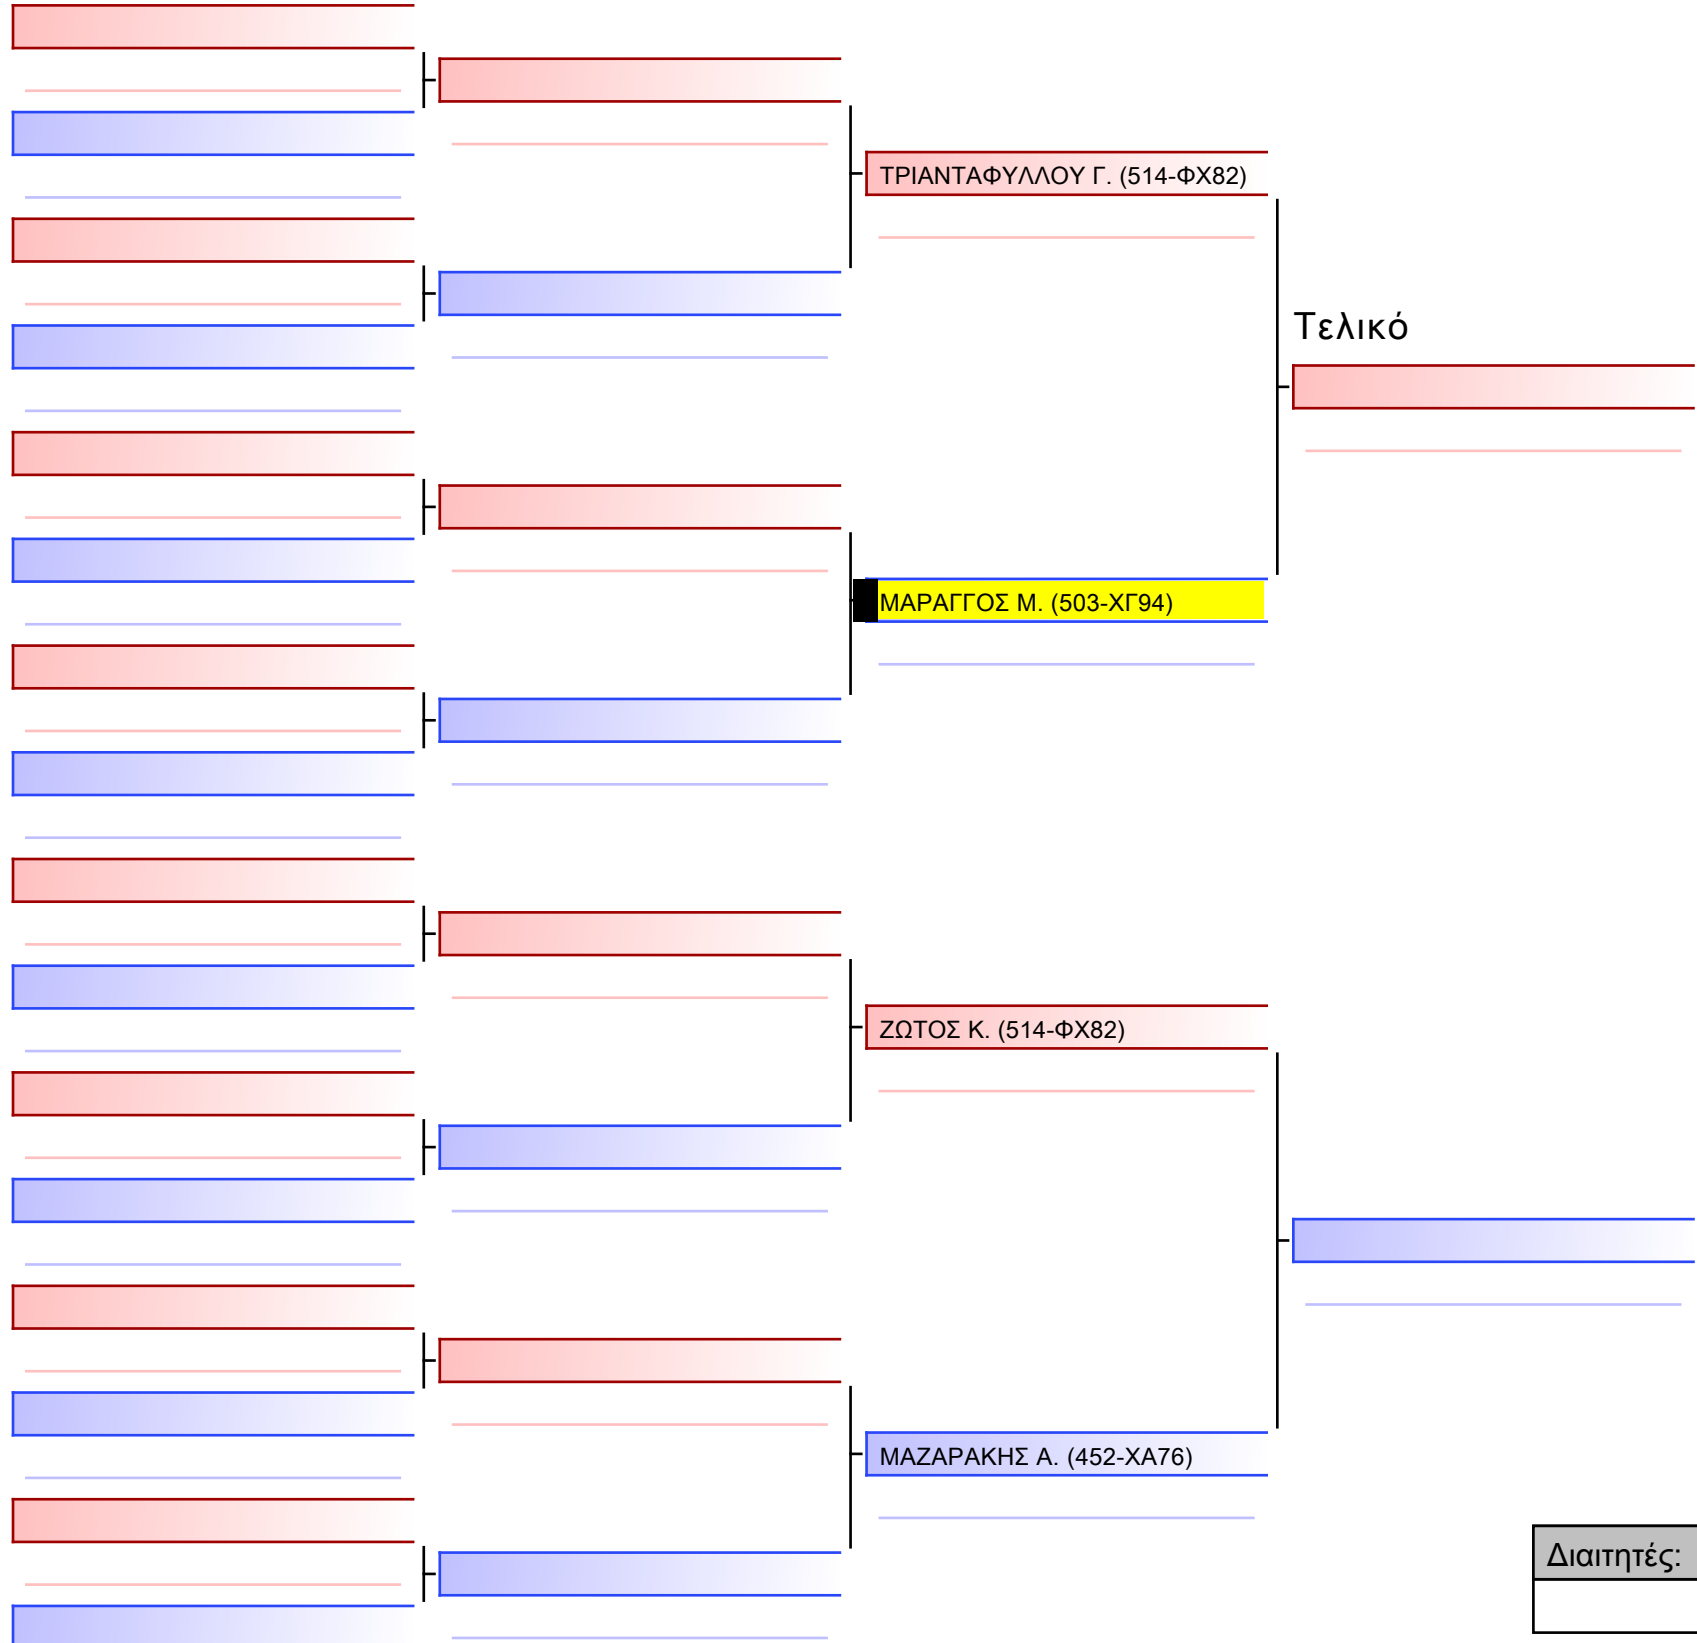 ΤΡΙΑΝΤΑΦΥΛΛΟΥ Γ. (514-ΦΧ82)
Τελικό
ΜΑΡΑΓΓΟΣ Μ. (503-ΧΓ94)
ΖΩΤΟΣ Κ. (514-ΦΧ82)
ΜΑΖΑΡΑΚΗΣ Α. (452-ΧΑ76)
Διαιτητές: